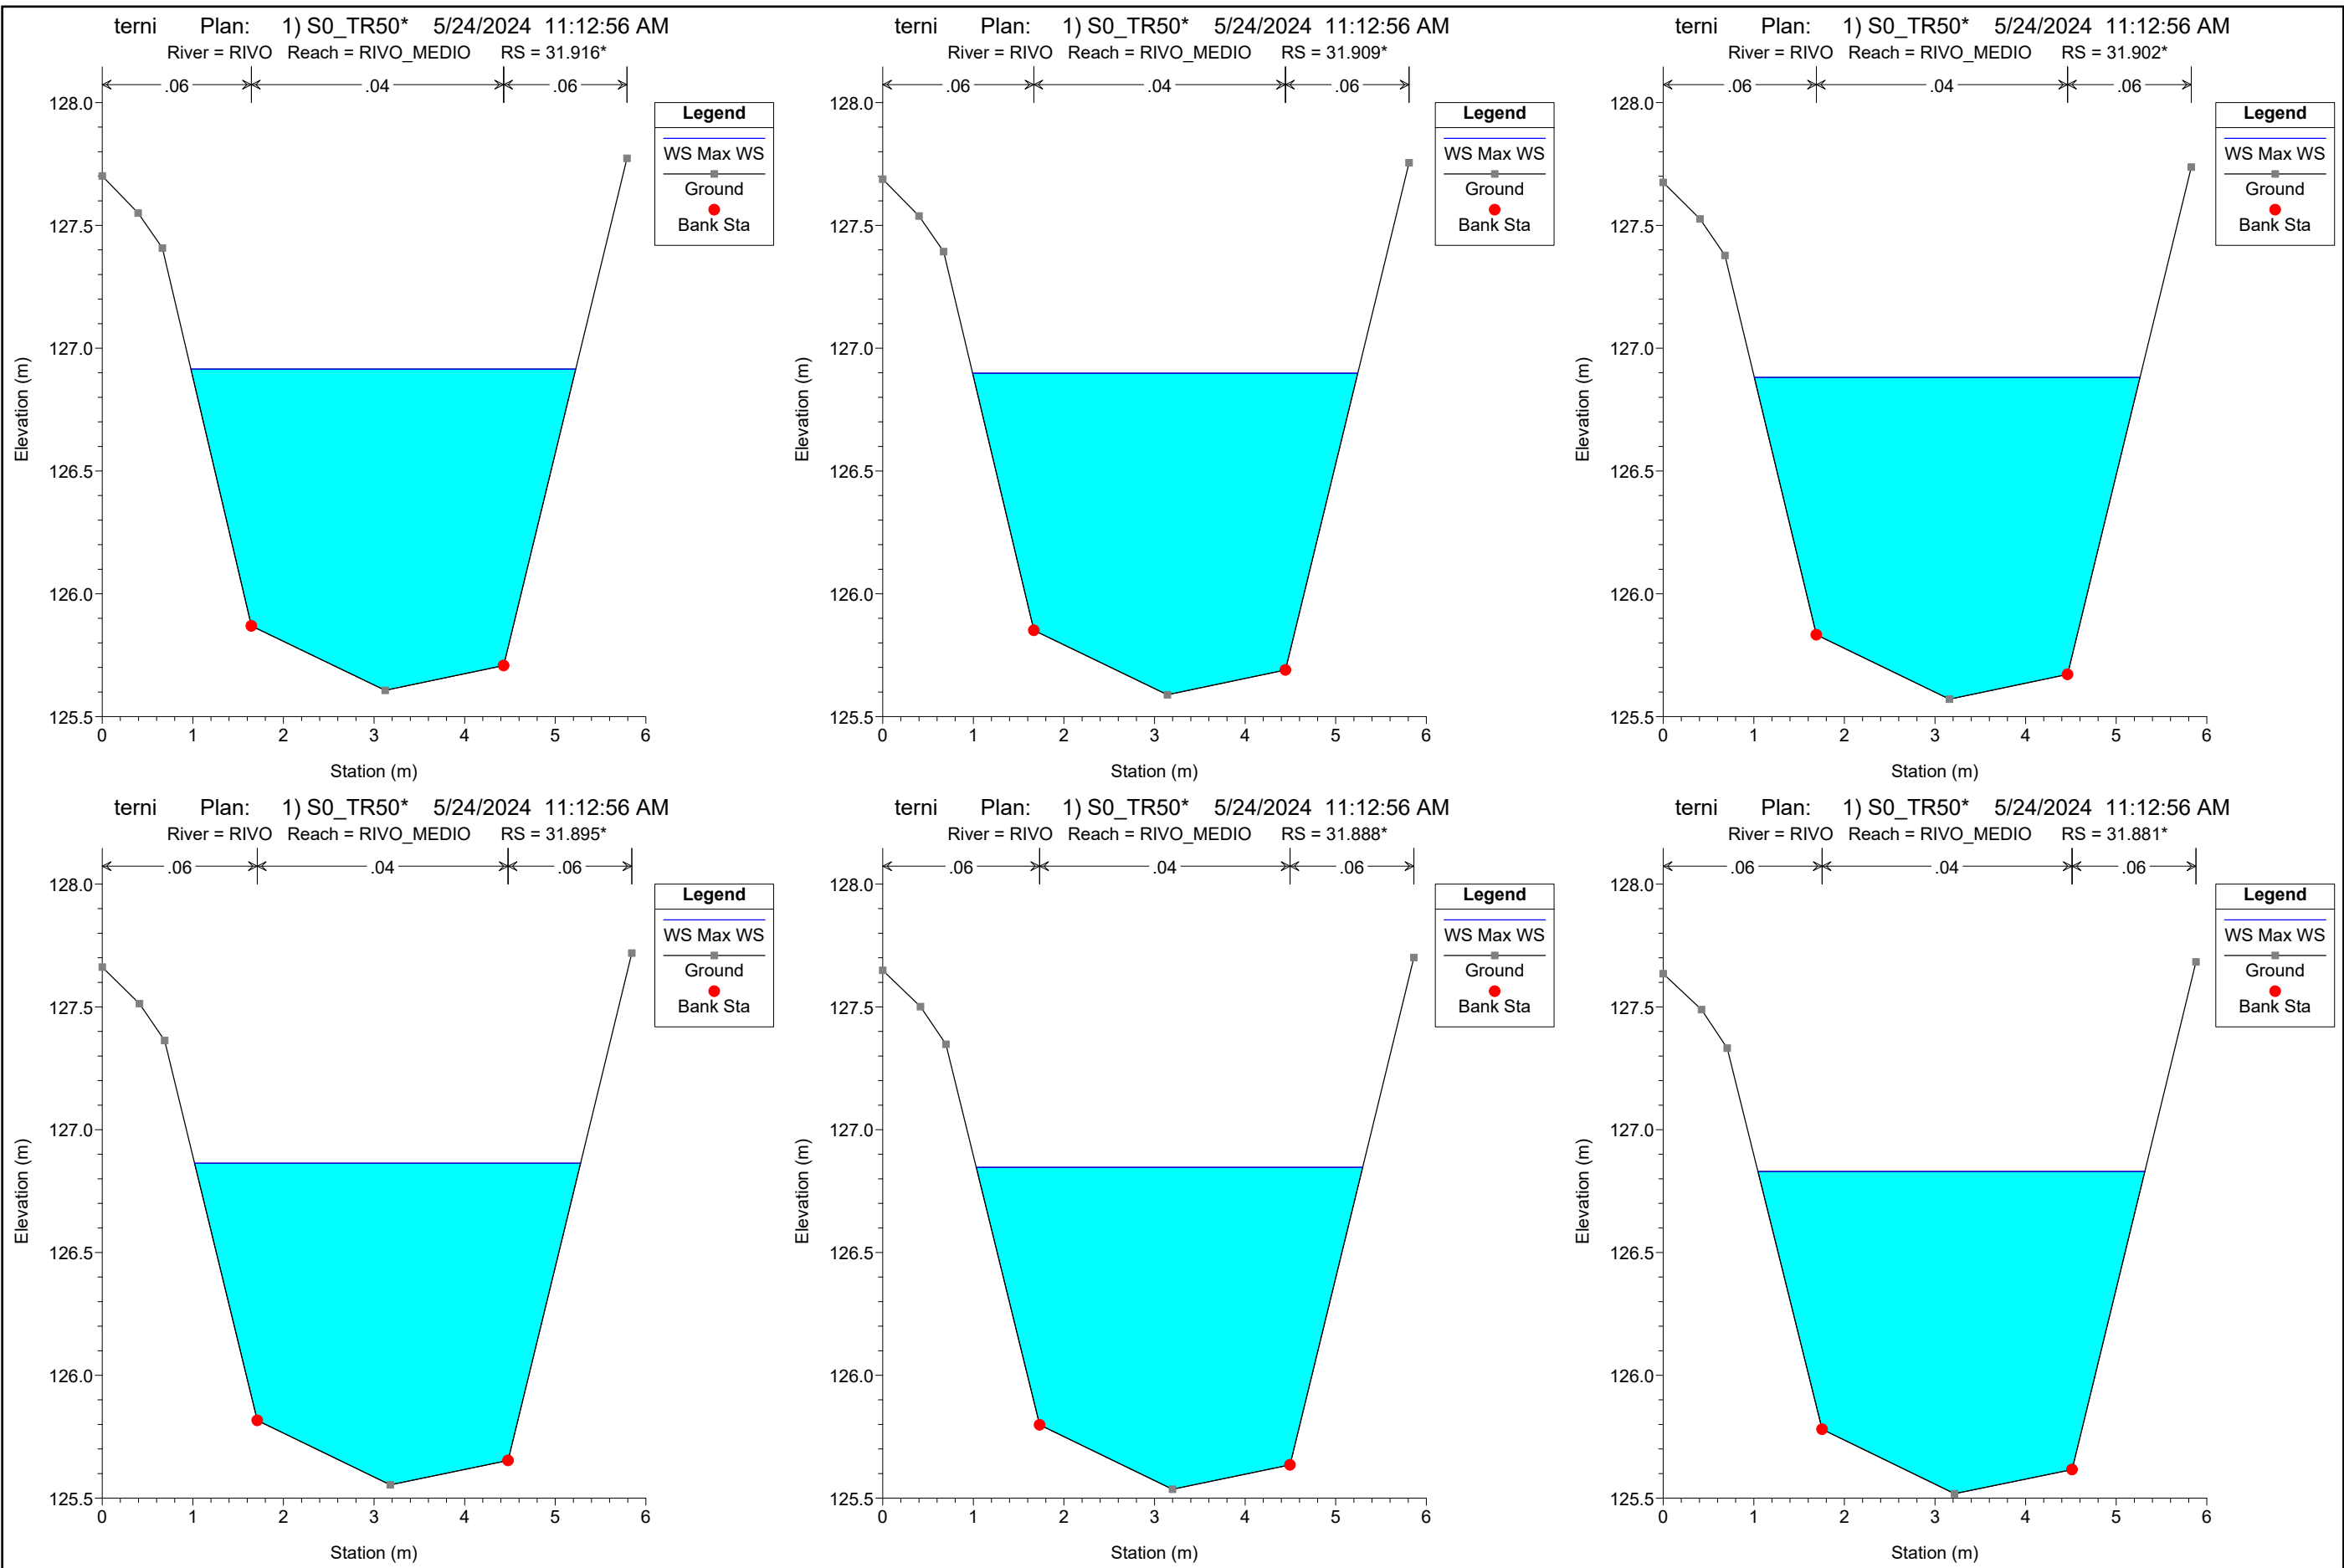 terni Plan: 1) S0_TR50* 5/24/2024 11:12:56 AM
River = RIVO Reach = RIVO_MEDIO RS = 31.916*
.06 .04 .06
Legend
WS Max WS
Ground
Bank Sta
128.0
127.5
127.0
126.5
126.0
125.5
Elevation (m)
0 1 2 3 4 5 6
Station (m)
terni Plan: 1) S0_TR50* 5/24/2024 11:12:56 AM
River = RIVO Reach = RIVO_MEDIO RS = 31.909*
.06 .04 .06
Legend
WS Max WS
Ground
Bank Sta
128.0
127.5
127.0
126.5
126.0
125.5
Elevation (m)
0 1 2 3 4 5 6
Station (m)
terni Plan: 1) S0_TR50* 5/24/2024 11:12:56 AM
River = RIVO Reach = RIVO_MEDIO RS = 31.902*
.06 .04 .06
Legend
WS Max WS
Ground
Bank Sta
128.0
127.5
127.0
126.5
126.0
125.5
Elevation (m)
0 1 2 3 4 5 6
Station (m)
terni Plan: 1) S0_TR50* 5/24/2024 11:12:56 AM
River = RIVO Reach = RIVO_MEDIO RS = 31.895*
.06 .04 .06
Legend
WS Max WS
Ground
Bank Sta
128.0
127.5
127.0
126.5
126.0
125.5
Elevation (m)
0 1 2 3 4 5 6
Station (m)
terni Plan: 1) S0_TR50* 5/24/2024 11:12:56 AM
River = RIVO Reach = RIVO_MEDIO RS = 31.888*
.06 .04 .06
Legend
WS Max WS
Ground
Bank Sta
128.0
127.5
127.0
126.5
126.0
125.5
Elevation (m)
0 1 2 3 4 5 6
Station (m)
terni Plan: 1) S0_TR50* 5/24/2024 11:12:56 AM
River = RIVO Reach = RIVO_MEDIO RS = 31.881*
.06 .04 .06
Legend
WS Max WS
Ground
Bank Sta
128.0
127.5
127.0
126.5
126.0
125.5
Elevation (m)
0 1 2 3 4 5 6
Station (m)